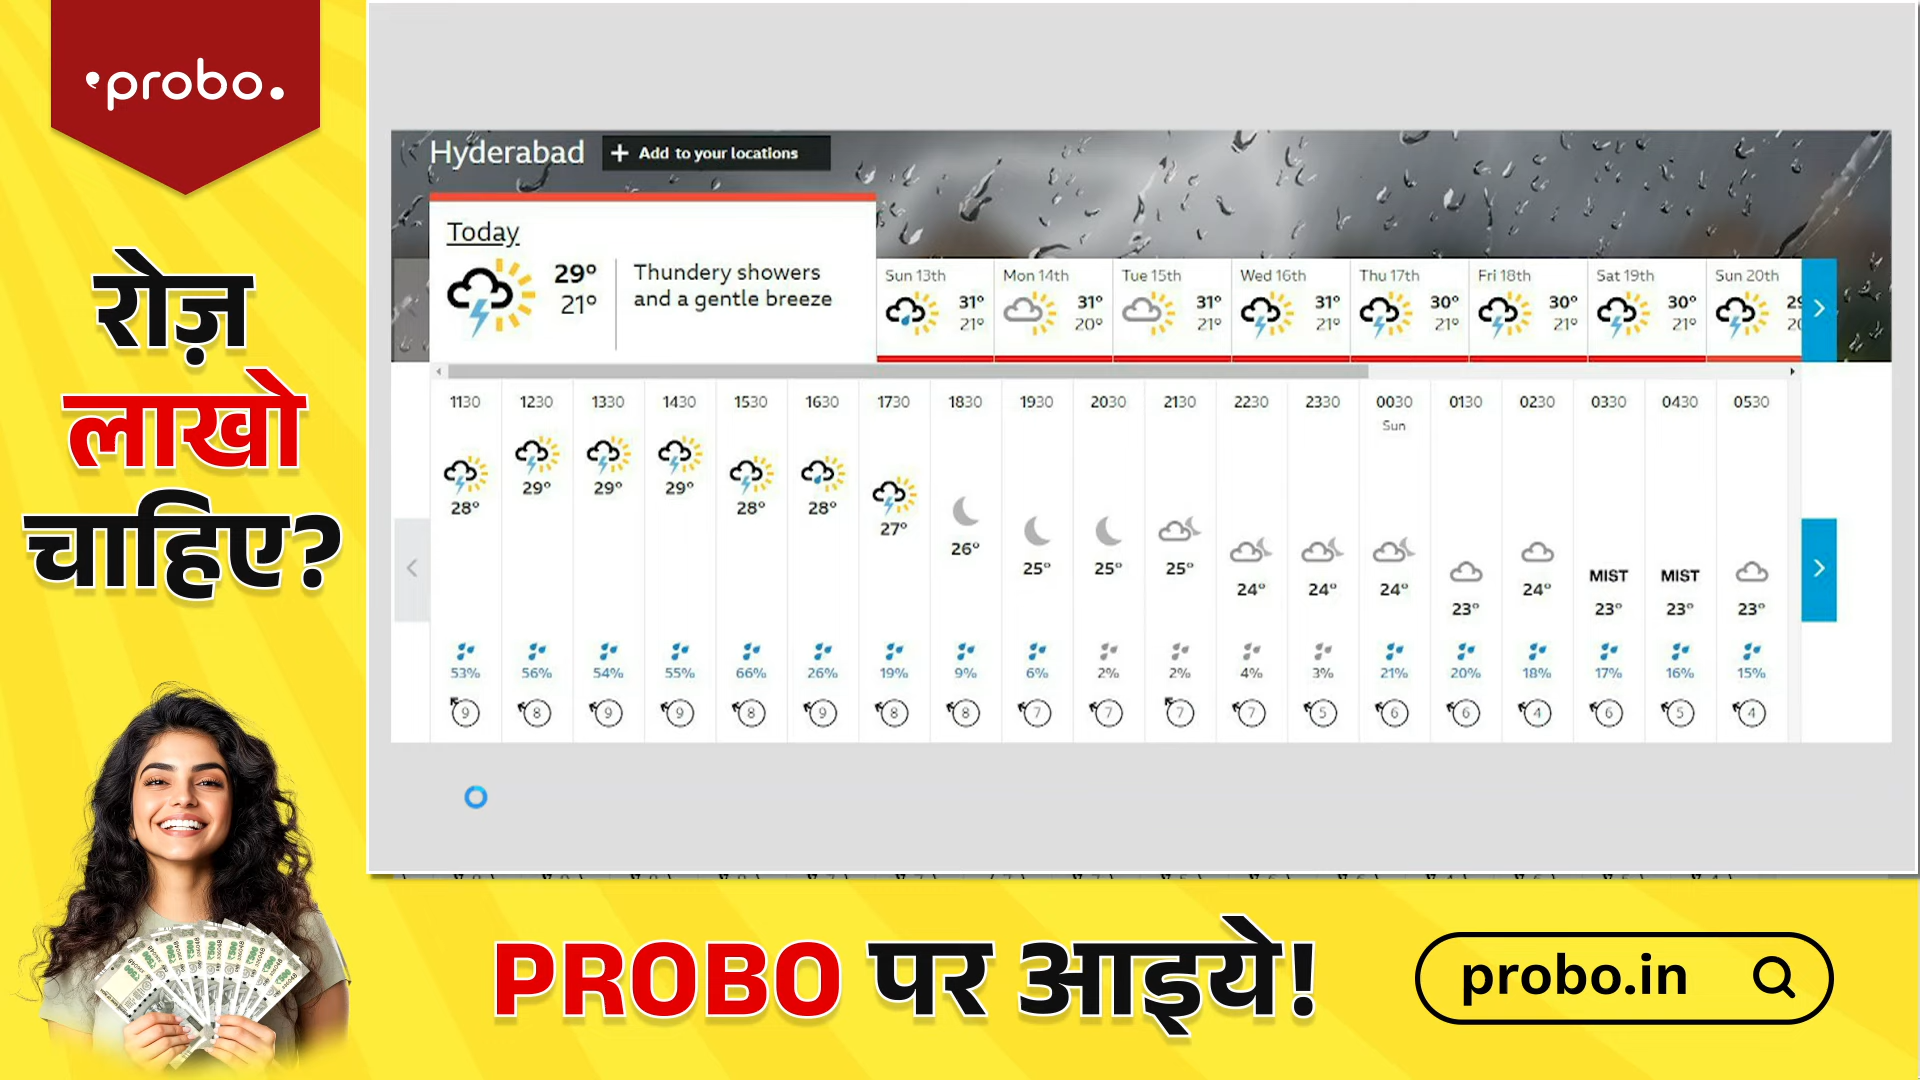 probo.
रोज़
लाखो
चाहिए?
Hyderabad
+ Add to your locations
Today
29° 21°
Thundery showers
and a gentle breeze
Sun 13th Mon 14th Tue 15th Wed 16th Thu 17th Fri 18th Sat 19th Sun 20th
31° 31° 31° 31° 30° 30° 30°
21° 20° 21° 21° 21° 21° 21°
1130 1230 1330 1430 1530 1630 1730 1830 1930 2030 2130 2230 2330 0030 0130 0230 0330 0430 0530
Sun
28° 29° 29° 29° 28° 28° 27° 26° 25° 25° 25° 24° 24° 24° 23° 24° MIST 23° MIST 23° 23°
53% 56% 54% 55% 66% 26% 19% 9% 6% 2% 2% 4% 3% 21% 20% 18% 17% 16% 15%
9 8 9 9 8 9 8 8 7 7 7 7 5 6 6 4 6 5 4
PROBO पर आइये!
probo.in